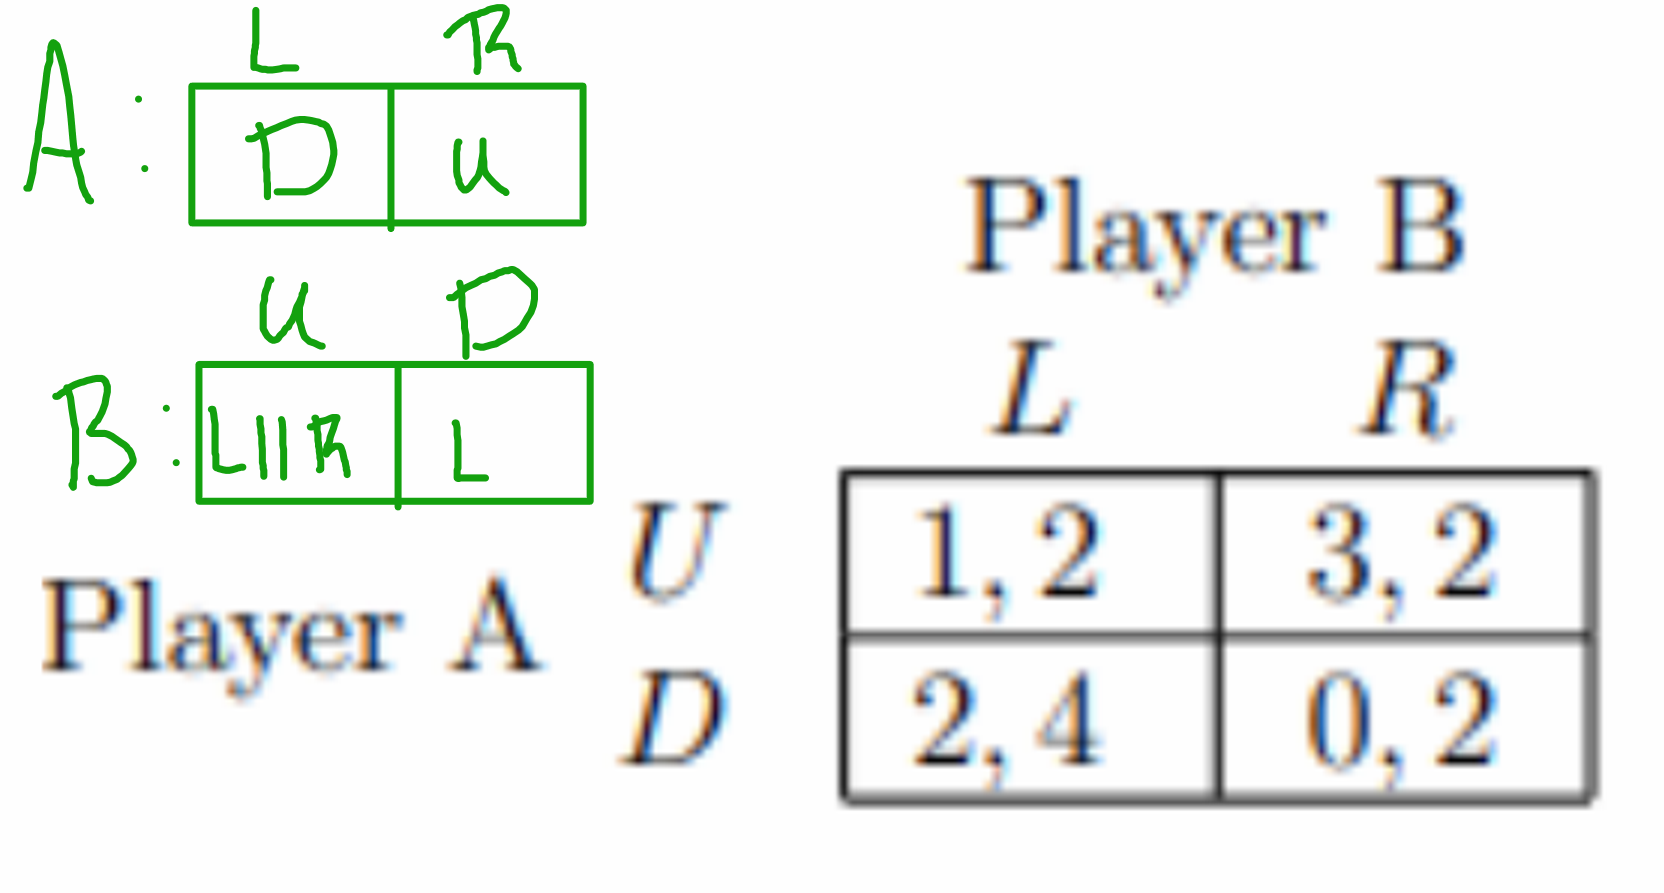 L R
A: D U
U D
B: L||R L
Player B
L R
U 1, 2 3, 2
Player A
D 2, 4 0, 2